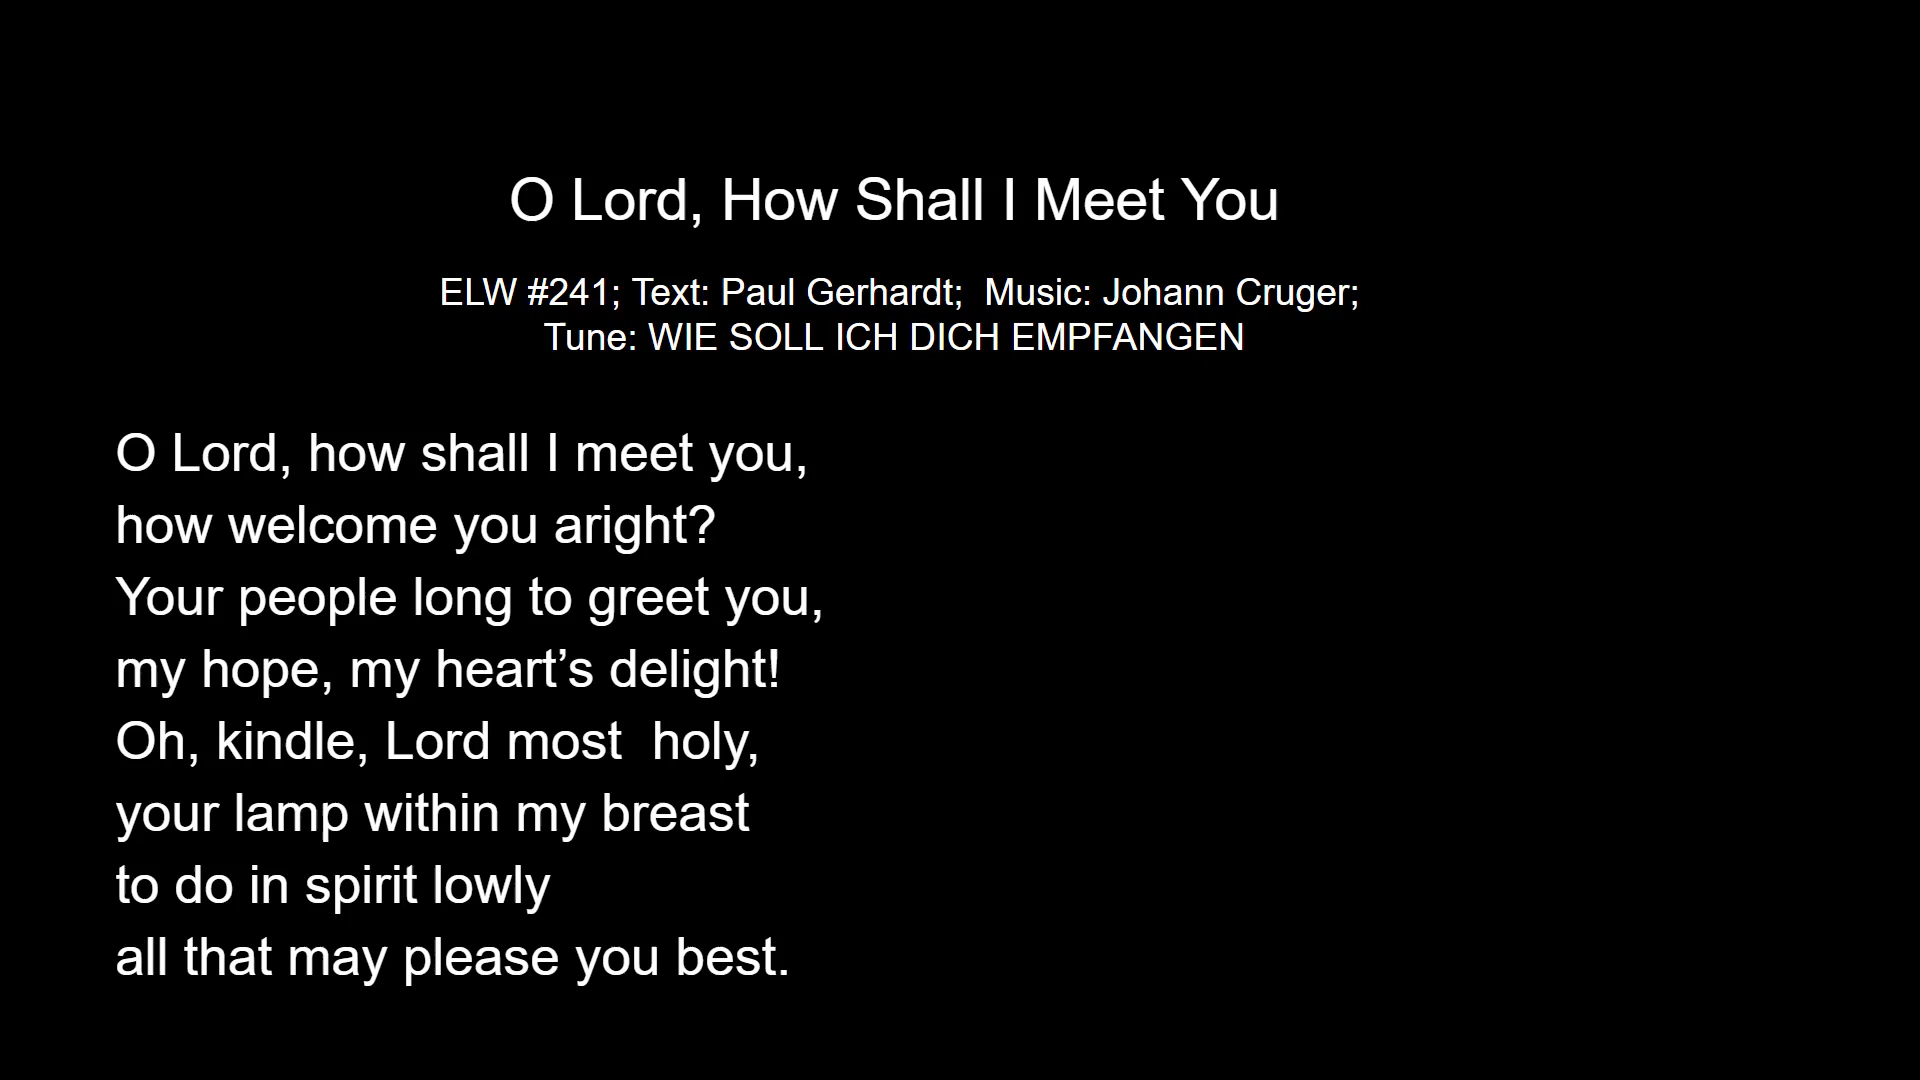 O Lord, How Shall I Meet You
ELW #241; Text: Paul Gerhardt;  Music: Johann Cruger;
Tune: WIE SOLL ICH DICH EMPFANGEN
O Lord, how shall I meet you,
how welcome you aright?
Your people long to greet you,
my hope, my heart’s delight!
Oh, kindle, Lord most  holy,
your lamp within my breast
to do in spirit lowly
all that may please you best.